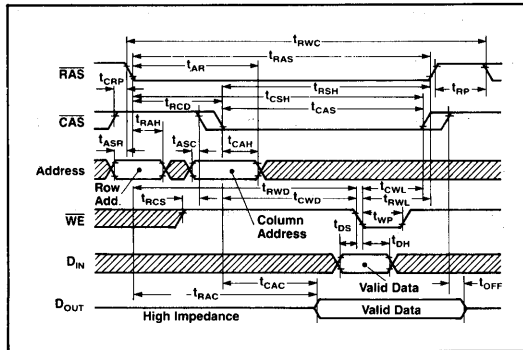 tRWC
tRAS
tAR
RAS
tCRP
tRSH
tRP
tCSH
tRCD
tCAS
CAS
tRAH
tASC
tCAH
tASR
Address
Row Add.
tRWD
tCWL
tRCS
tCWD
tRWL
WE
Column Address
tWP
tDS
tDH
DIN
Valid Data
tCAC
tOFF
tRAC
DOUT
High Impedance
Valid Data